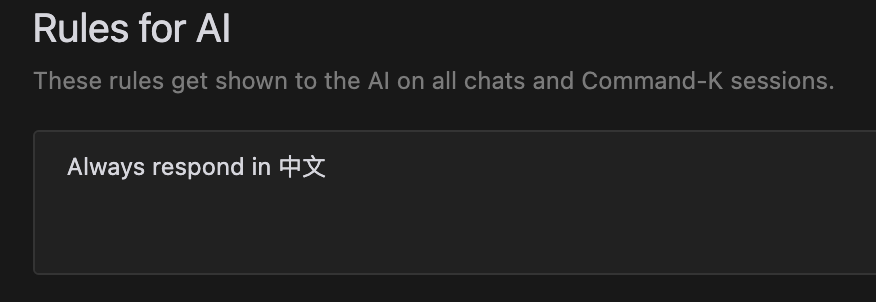 Rules for AI
These rules get shown to the AI on all chats and Command-K sessions.
Always respond in 中文